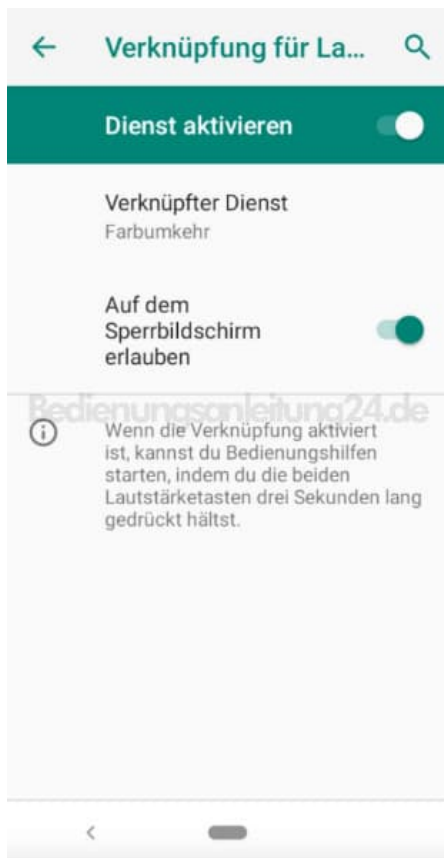 Verknüpfung für La...
Dienst aktivieren
Verknüpfter Dienst
Farbumkehr
Auf dem
Sperrbildschirm
erlauben
Bedienungsanleitung24.de
Wenn die Verknüpfung aktiviert
ist, kannst du Bedienungshilfen
starten, indem du die beiden
Lautstärketasten drei Sekunden lang
gedrückt hältst.